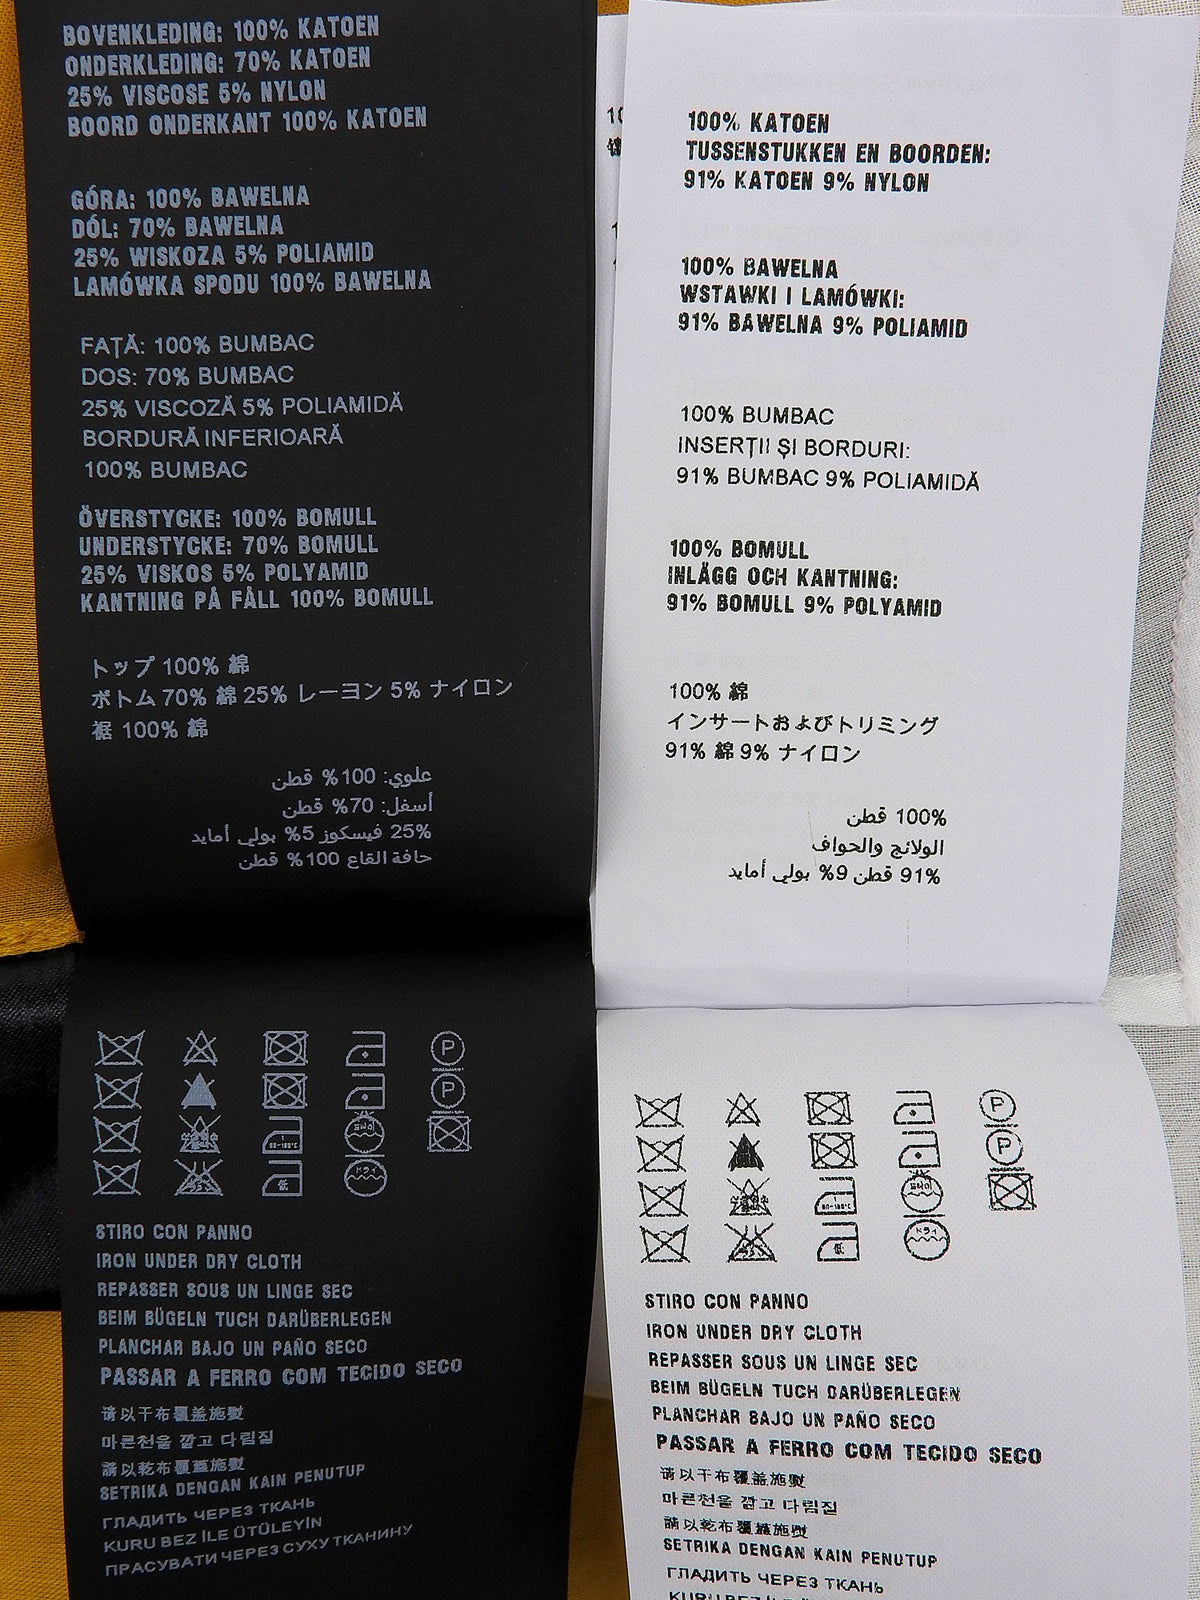 BOVENKLEDING: 100% KATOEN
ONDERKLEDING: 70% KATOEN
25% VISCOSE 5% NYLON
BOORD ONDERKANT 100% KATOEN
GÓRA: 100% BAWELNA
DÓL: 70% BAWELNA
25% WISKOZA 5% POLIAMID
LAMÓWKA SPODU 100% BAWELNA
FAȚĂ: 100% BUMBAC
DOS: 70% BUMBAC
25% VISCOZĂ 5% POLIAMIDĂ
BORDURĂ INFERIOARĂ
100% BUMBAC
ÖVERSTYCKE: 100% BOMULL
UNDERSTYCKE: 70% BOMULL
25% VISKOS 5% POLYAMID
KANTNING PÅ FÅLL 100% BOMULL
トップ 100% 綿
ボトム 70% 綿 25% レーヨン 5% ナイロン
裾 100% 綿
علوي: 100% قطن
أسفل: 70% قطن
25% فيسكوز 5% بولي أمايد
حافة القاع 100% قطن
STIRO CON PANNO
IRON UNDER DRY CLOTH
REPASSER SOUS UN LINGE SEC
BEIM BÜGELN TUCH DARÜBERLEGEN
PLANCHAR BAJO UN PAÑO SECO
PASSAR A FERRO COM TECIDO SECO
请以干布覆盖施熨
마른천을 깔고 다림질
請以乾布覆蓋施熨
SETRIKA DENGAN KAIN PENUTUP
ГЛАДИТЬ ЧЕРЕЗ ТКАНЬ
KURU BEZ İLE ÜTÜLEYİN
ПРАСУВАТИ ЧЕРЕЗ СУХУ ТКАНИНУ
100% KATOEN
TUSSENSTUKKEN EN BOORDEN:
91% KATOEN 9% NYLON
100% BAWELNA
WSTAWKI I LAMÓWKI:
91% BAWELNA 9% POLIAMID
100% BUMBAC
INSERȚII ȘI BORDURI:
91% BUMBAC 9% POLIAMIDĂ
100% BOMULL
INLÄGG OCH KANTNING:
91% BOMULL 9% POLYAMID
100% 綿
インサートおよびトリミング
91% 綿 9% ナイロン
100% قطن
الولائج والحواف
91% قطن 9% بولي أمايد
STIRO CON PANNO
IRON UNDER DRY CLOTH
REPASSER SOUS UN LINGE SEC
BEIM BÜGELN TUCH DARÜBERLEGEN
PLANCHAR BAJO UN PAÑO SECO
PASSAR A FERRO COM TECIDO SECO
请以干布覆盖施熨
마른천을 깔고 다림질
請以乾布覆蓋施熨
SETRIKA DENGAN KAIN PENUTUP
ГЛАДИТЬ ЧЕРЕЗ ТКАНЬ
KURU BEZ İLE ÜTÜLEYİN